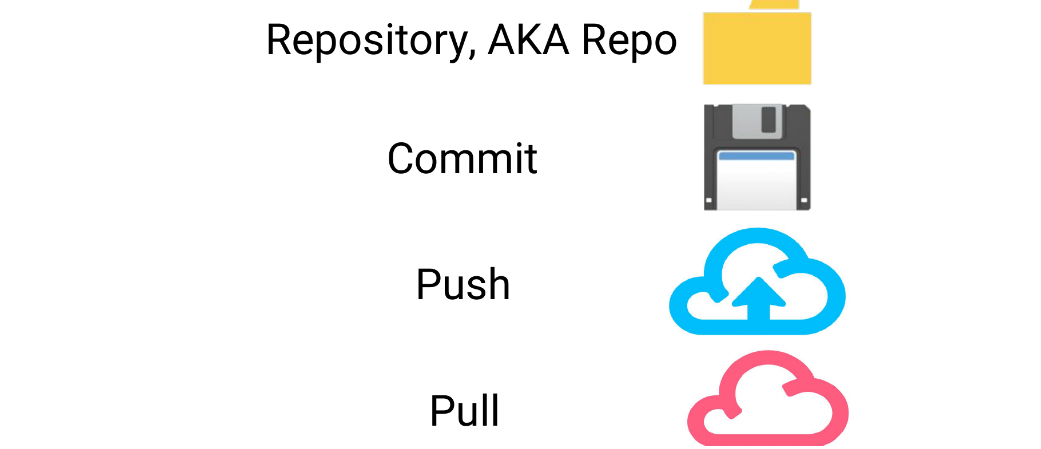 Repository, AKA Repo
Commit
Push
Pull